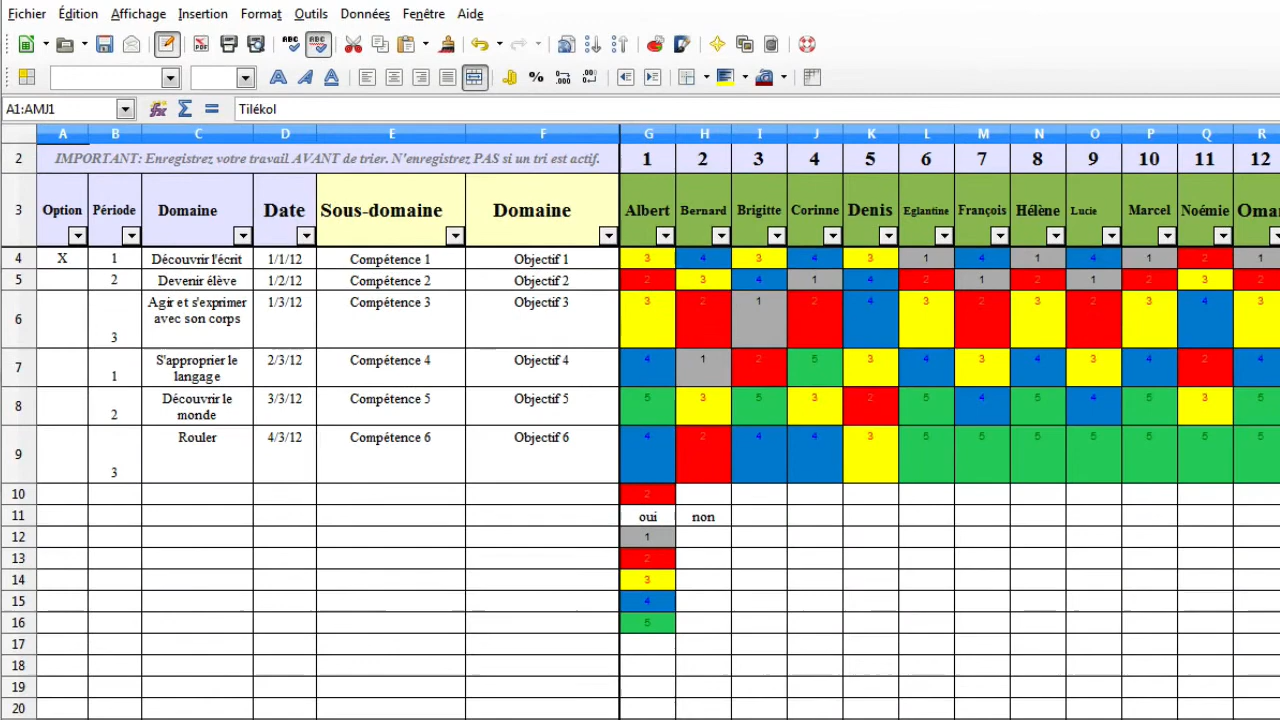 Fichier Édition Affichage Insertion Format Outils Données Fenêtre Aide
A1:AMJ1 Tilékol
A B C D E F G H I J K L M N O P Q R
2 IMPORTANT: Enregistrez votre travail AVANT de trier. N'enregistrez PAS si un tri est actif. 1 2 3 4 5 6 7 8 9 10 11 12
3 Option Période Domaine Date Sous-domaine Domaine Albert Bernard Brigitte Corinne Denis Eglantine François Hélène Lucie Marcel Noémie Omar
4 X 1 Découvrir l'écrit 1/1/12 Compétence 1 Objectif 1 3 4 3 4 3 1 4 1 4 1 2 1
5 2 Devenir élève 1/2/12 Compétence 2 Objectif 2 2 3 4 1 4 2 1 2 1 2 3 2
6 3 Agir et s'exprimer 1/3/12 Compétence 3 Objectif 3 3 2 1 2 4 3 2 3 2 3 4 3
avec son corps
7 1 S'approprier le 2/3/12 Compétence 4 Objectif 4 4 1 2 5 3 4 3 4 3 4 2 4
langage
8 2 Découvrir le 3/3/12 Compétence 5 Objectif 5 5 3 5 3 2 5 4 5 4 5 3 5
monde
9 3 Rouler 4/3/12 Compétence 6 Objectif 6 4 2 4 4 3 5 5 5 5 5 5 5
10 2
11 oui non
12 1
13 2
14 3
15 4
16 5
17
18
19
20